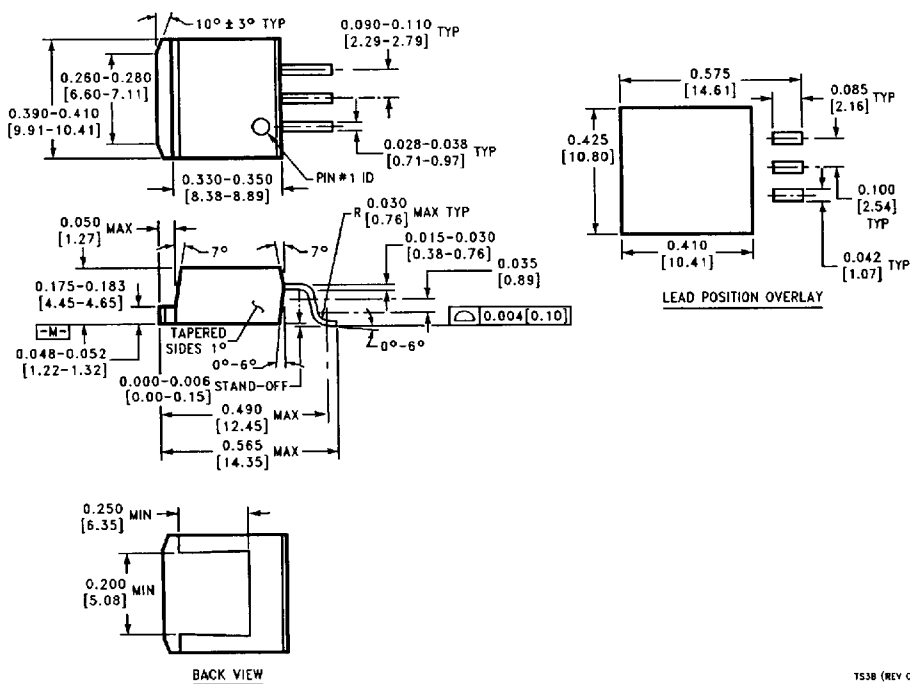 10° ± 3° TYP
0.090-0.110 TYP
[2.29-2.79]
0.260-0.280
[6.60-7.11]
0.390-0.410
[9.91-10.41]
0.028-0.038 TYP
[0.71-0.97]
PIN #1 ID
0.330-0.350
[8.38-8.89]
0.575
[14.61]
0.085 TYP
[2.16]
0.425
[10.80]
0.100
[2.54]
TYP
0.410
[10.41]
0.042 TYP
[1.07]
LEAD POSITION OVERLAY
0.050 MAX
[1.27]
7°
7°
R 0.030 MAX TYP
[0.76]
0.015-0.030
[0.38-0.76]
0.035
[0.89]
0.175-0.183
[4.45-4.65]
-M-
TAPERED
SIDES 1°
0.004[0.10]
0°-6°
0.048-0.052
[1.22-1.32]
0°-6°
0.000-0.006 STAND-OFF
[0.00-0.15]
0.490 MAX
[12.45]
0.565 MAX
[14.35]
0.250 MIN
[6.35]
0.200 MIN
[5.08]
BACK VIEW
TS3B (REV